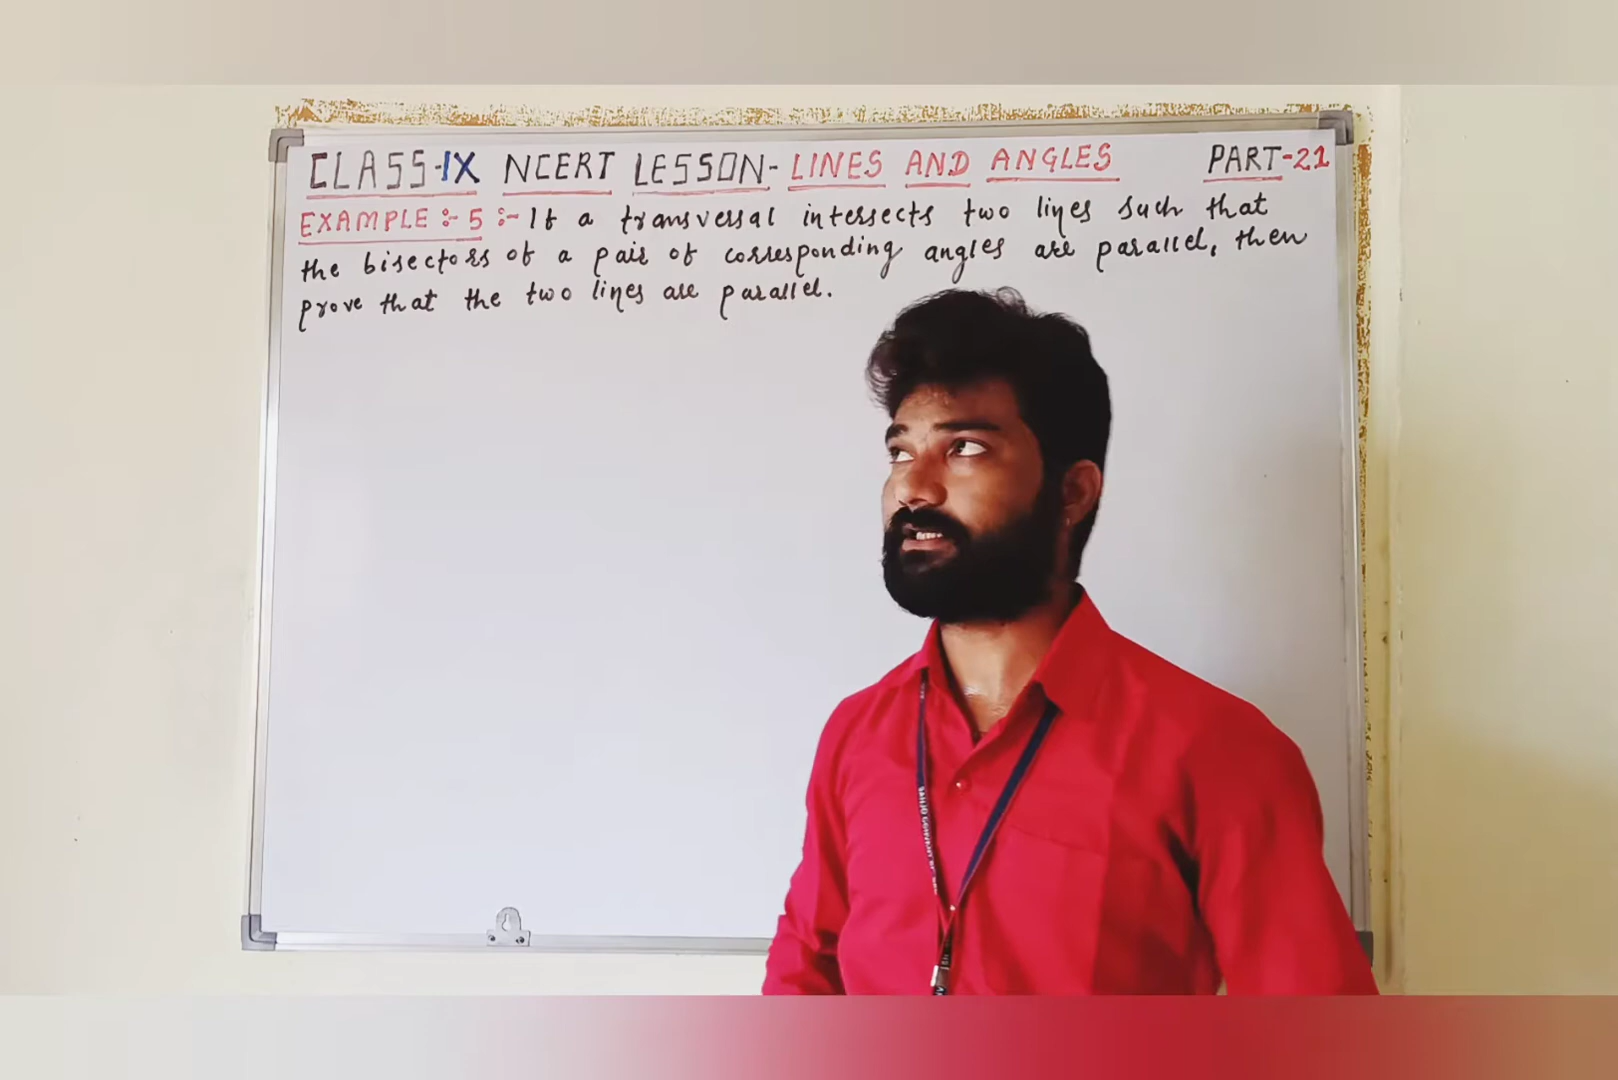 CLASS-IX NCERT LESSON- LINES AND ANGLES PART-21
EXAMPLE :- 5 :- If a transversal intersects two lines such that
the bisectors of a pair of corresponding angles are parallel, then
prove that the two lines are parallel.